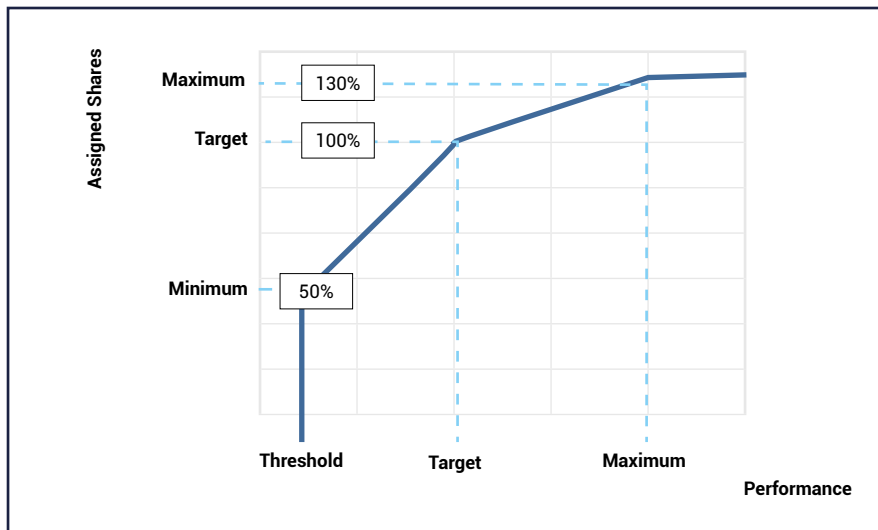 Assigned Shares
Maximum
130%
Target
100%
Minimum
50%
Threshold
Target
Maximum
Performance